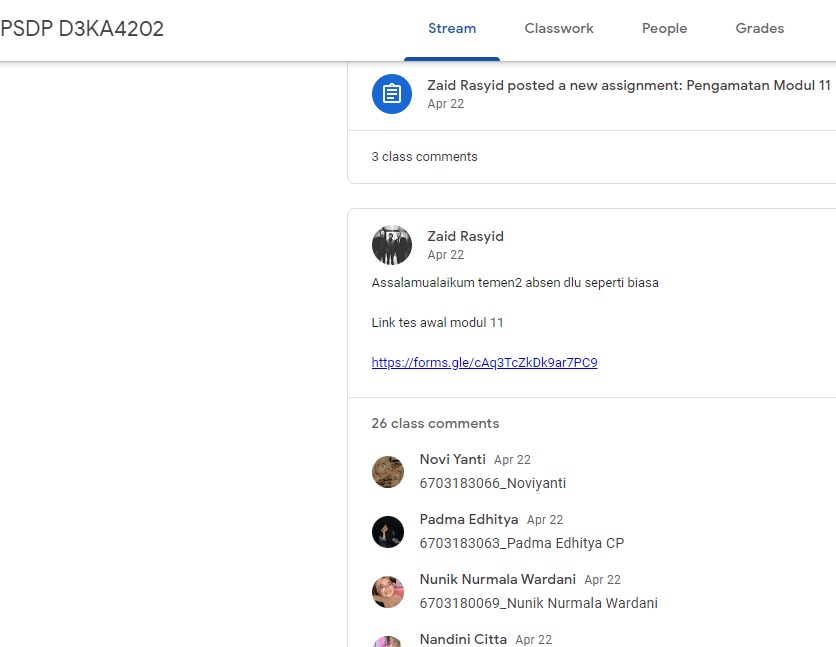 PSDP D3KA4202
Stream
Classwork
People
Grades
Zaid Rasyid posted a new assignment: Pengamatan Modul 11
Apr 22
3 class comments
Zaid Rasyid
Apr 22
Assalamualaikum temen2 absen dlu seperti biasa
Link tes awal modul 11
https://forms.gle/cAq3TcZkDk9ar7PC9
26 class comments
Novi Yanti Apr 22
6703183066_Noviyanti
Padma Edhitya Apr 22
6703183063_Padma Edhitya CP
Nunik Nurmala Wardani Apr 22
6703180069_Nunik Nurmala Wardani
Nandini Citta Apr 22